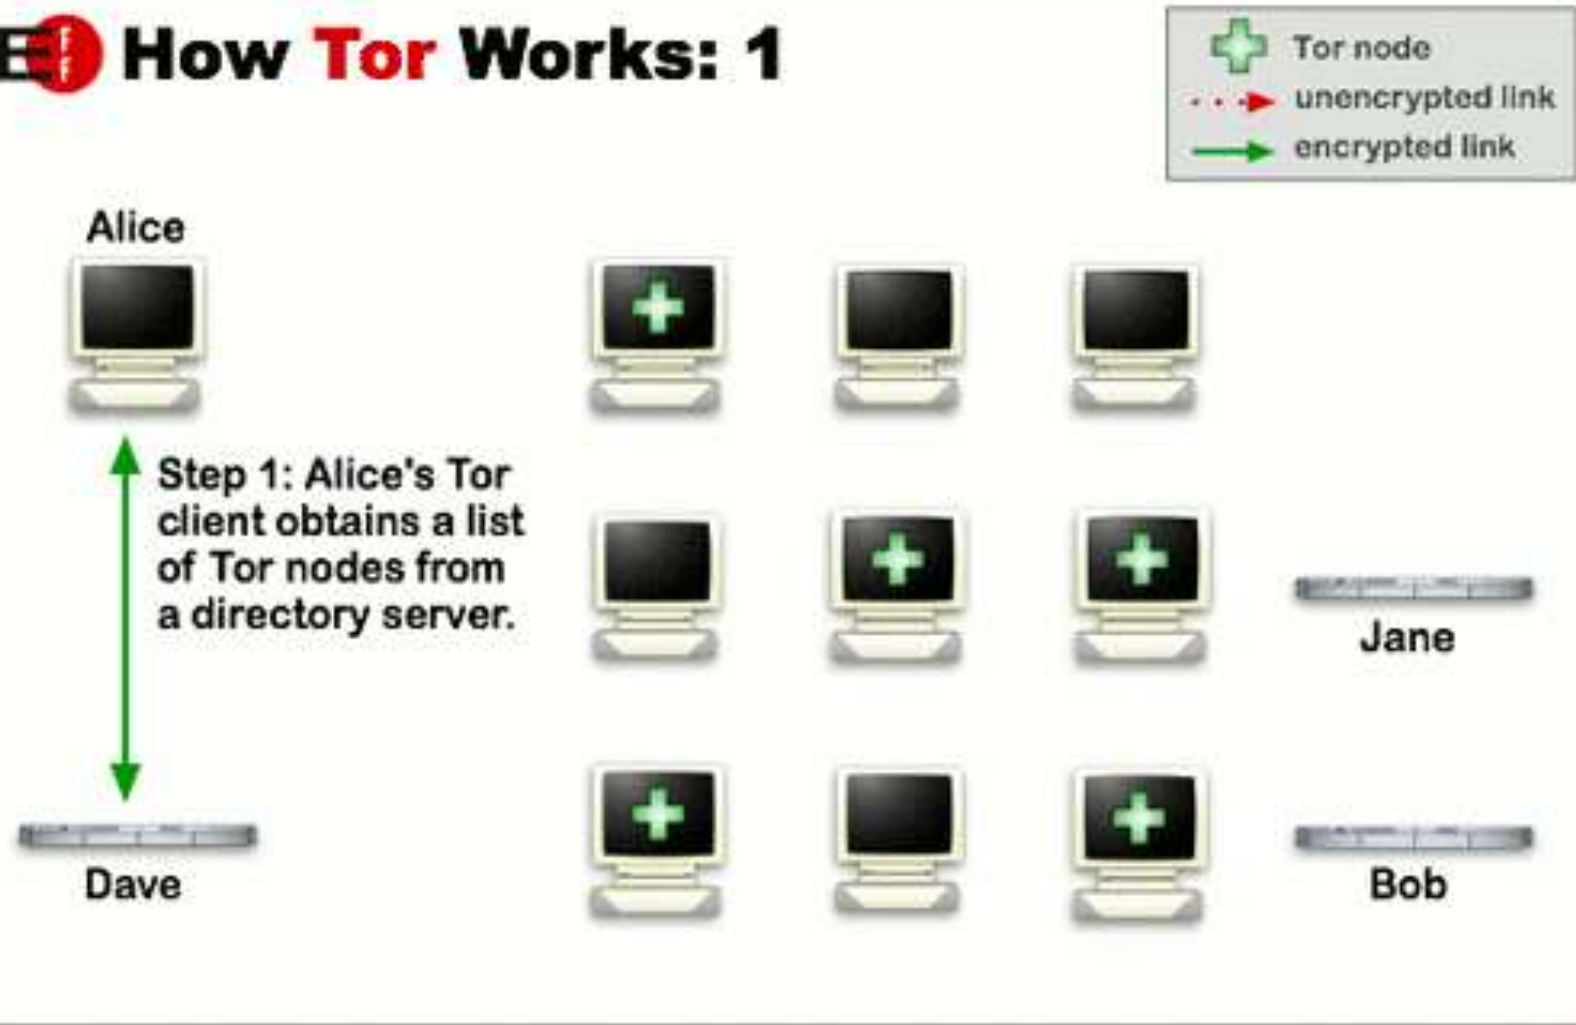 EFF How Tor Works: 1
Tor node
unencrypted link
encrypted link
Alice
Step 1: Alice's Tor
client obtains a list
of Tor nodes from
a directory server.
Jane
Dave
Bob